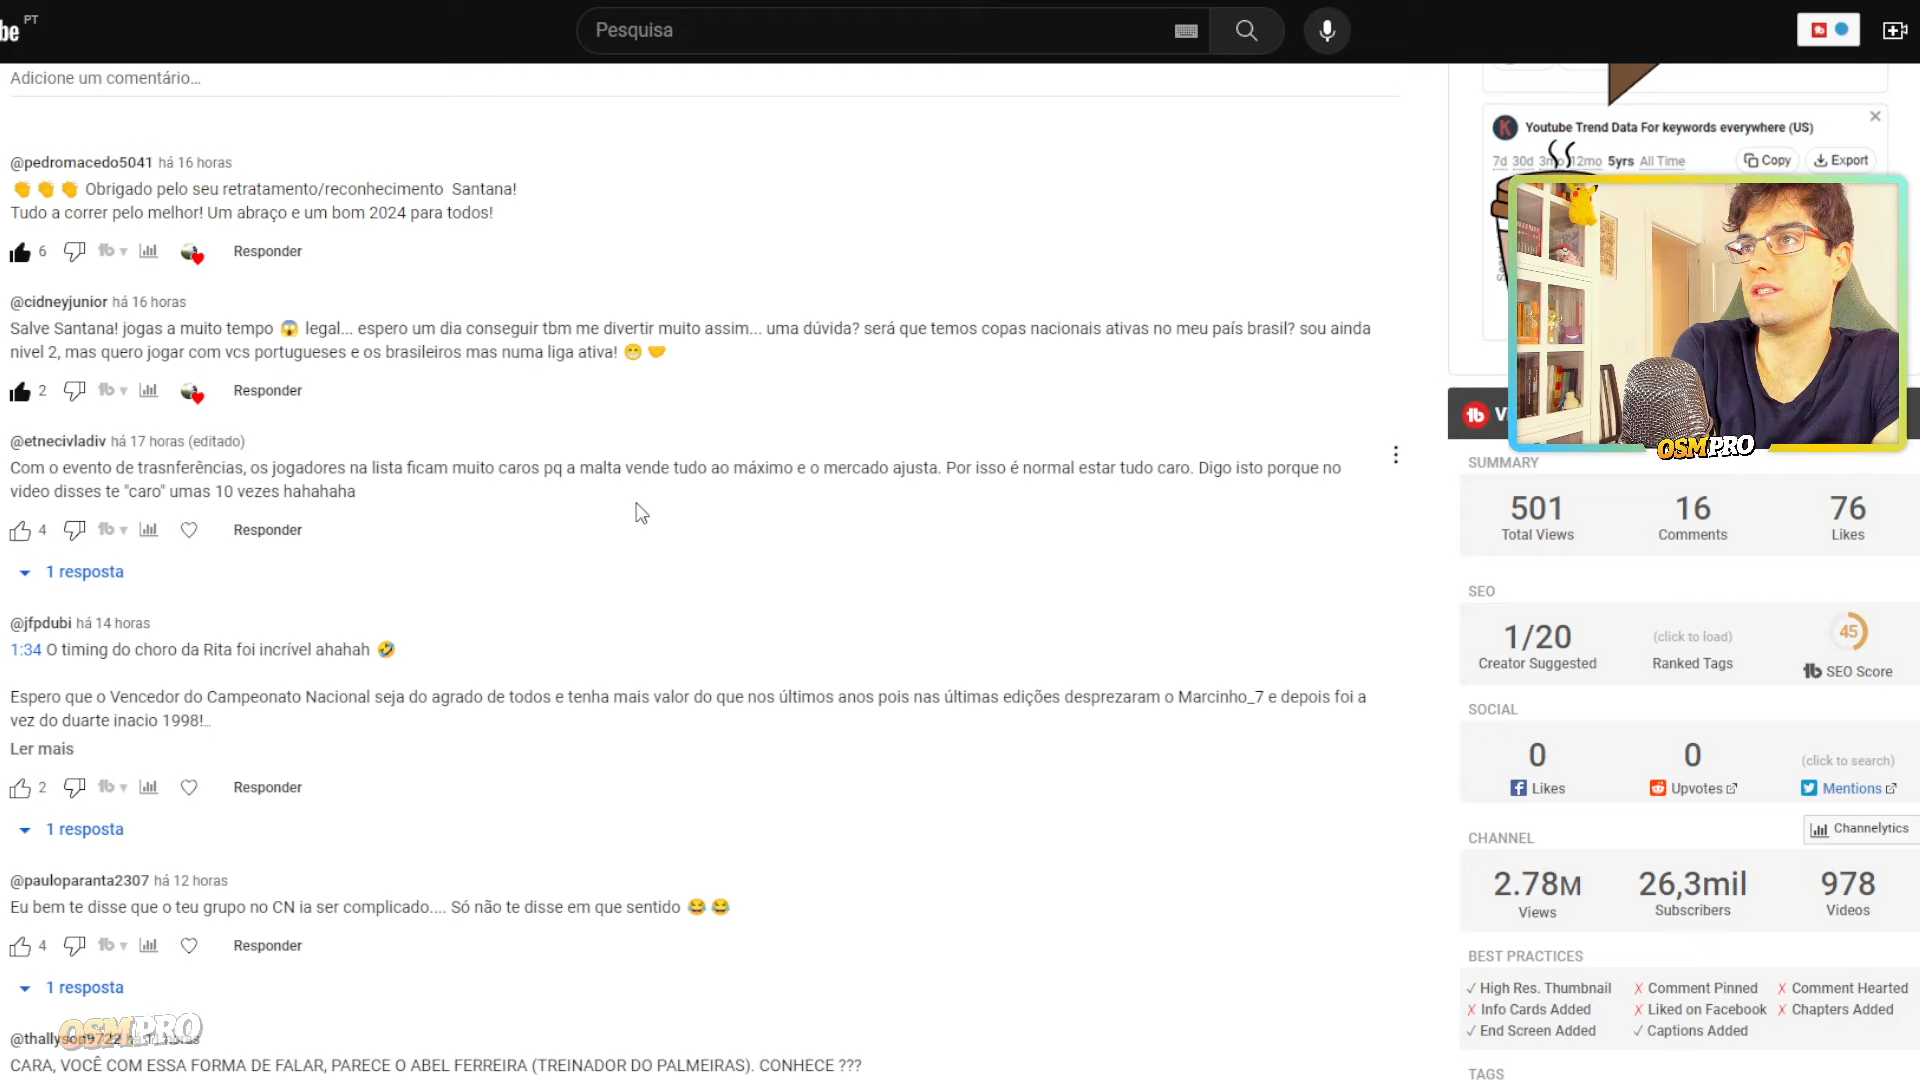 be PT
Pesquisa
Adicione um comentário...
@pedromacedo5041 há 16 horas
👏 👏 👏 Obrigado pelo seu retratamento/reconhecimento Santana!
Tudo a correr pelo melhor! Um abraço e um bom 2024 para todos!
6 Responder
@cidneyjunior há 16 horas
Salve Santana! jogas a muito tempo 😱 legal... espero um dia conseguir tbm me divertir muito assim... uma dúvida? será que temos copas nacionais ativas no meu país brasil? sou ainda
nivel 2, mas quero jogar com vcs portugueses e os brasileiros mas numa liga ativa! 😁 🤝
2 Responder
@etnecivladiv há 17 horas (editado)
Com o evento de trasnferências, os jogadores na lista ficam muito caros pq a malta vende tudo ao máximo e o mercado ajusta. Por isso é normal estar tudo caro. Digo isto porque no
video disses te "caro" umas 10 vezes hahahaha
4 Responder
1 resposta
@jfpdubi há 14 horas
1:34 O timing do choro da Rita foi incrível ahahah 🤣
Espero que o Vencedor do Campeonato Nacional seja do agrado de todos e tenha mais valor do que nos últimos anos pois nas últimas edições desprezaram o Marcinho_7 e depois foi a
vez do duarte inacio 1998!...
Ler mais
2 Responder
1 resposta
@pauloparanta2307 há 12 horas
Eu bem te disse que o teu grupo no CN ia ser complicado.... Só não te disse em que sentido 😂 😂
4 Responder
1 resposta
OSMPRO
@thallyson9722
CARA, VOCÊ COM ESSA FORMA DE FALAR, PARECE O ABEL FERREIRA (TREINADOR DO PALMEIRAS). CONHECE ???
Youtube Trend Data For keywords everywhere (US)
7d 30d 3mo 12mo 5yrs All Time Copy Export
OSMPRO
SUMMARY
501 16 76
Total Views Comments Likes
SEO
1/20 (click to load) 45
Creator Suggested Ranked Tags SEO Score
SOCIAL
0 0 (click to search)
Likes Upvotes Mentions
CHANNEL Channelytics
2.78M 26,3mil 978
Views Subscribers Videos
BEST PRACTICES
✓ High Res. Thumbnail ✗ Comment Pinned ✗ Comment Hearted
✗ Info Cards Added ✗ Liked on Facebook ✗ Chapters Added
✓ End Screen Added ✓ Captions Added
TAGS